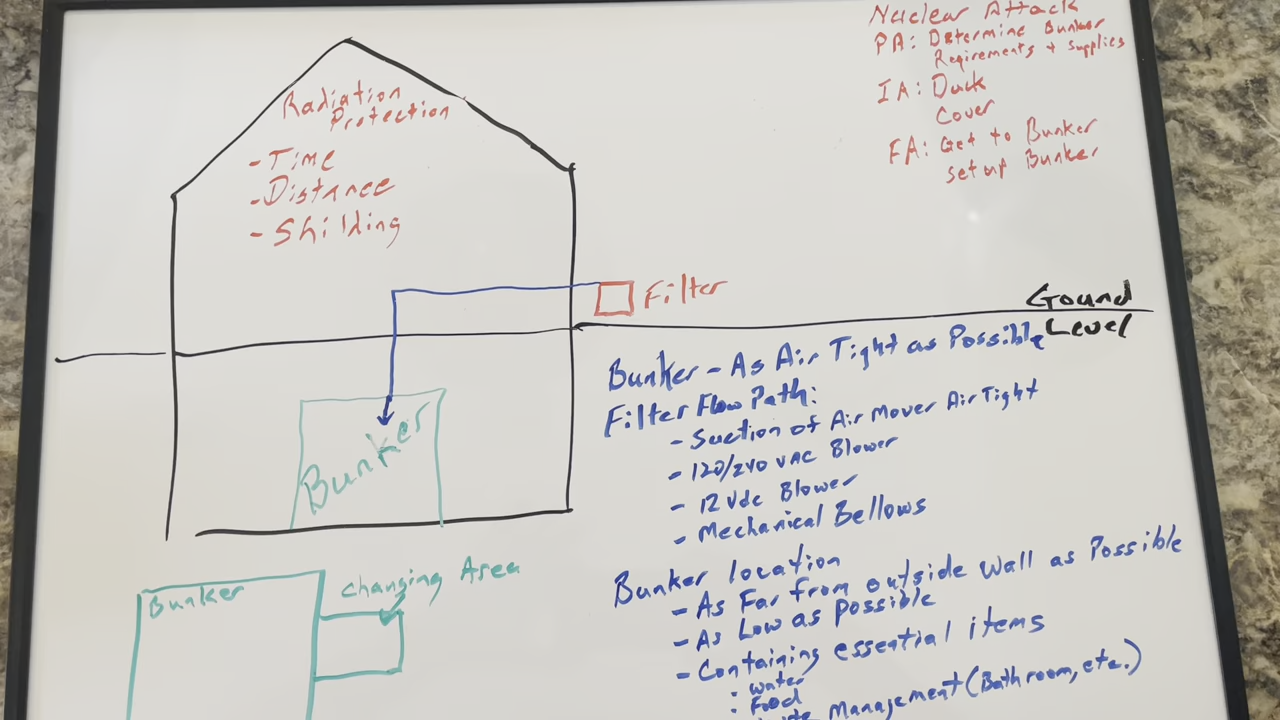 Nuclear Attack
PA: Determine Bunker
Reqirements + Supplies
IA: Duck
Cover
FA: Get to Bunker
setup Bunker
Radiation
Protection
- Time
- Distance
- Shilding
Filter
Gound
Level
Bunker
Bunker - As Air Tight as Possible
Filter Flow Path:
- Suction of Air Mover Air Tight
- 120/240 VAC Blower
- 12 Vdc Blower
- Mechanical Bellows
Bunker location
- As Far from outside Wall as Possible
- As Low as Possible
- Containing essential items
: Water
: Food
Management (Bathroom, etc.)
Changing Area
Bunker